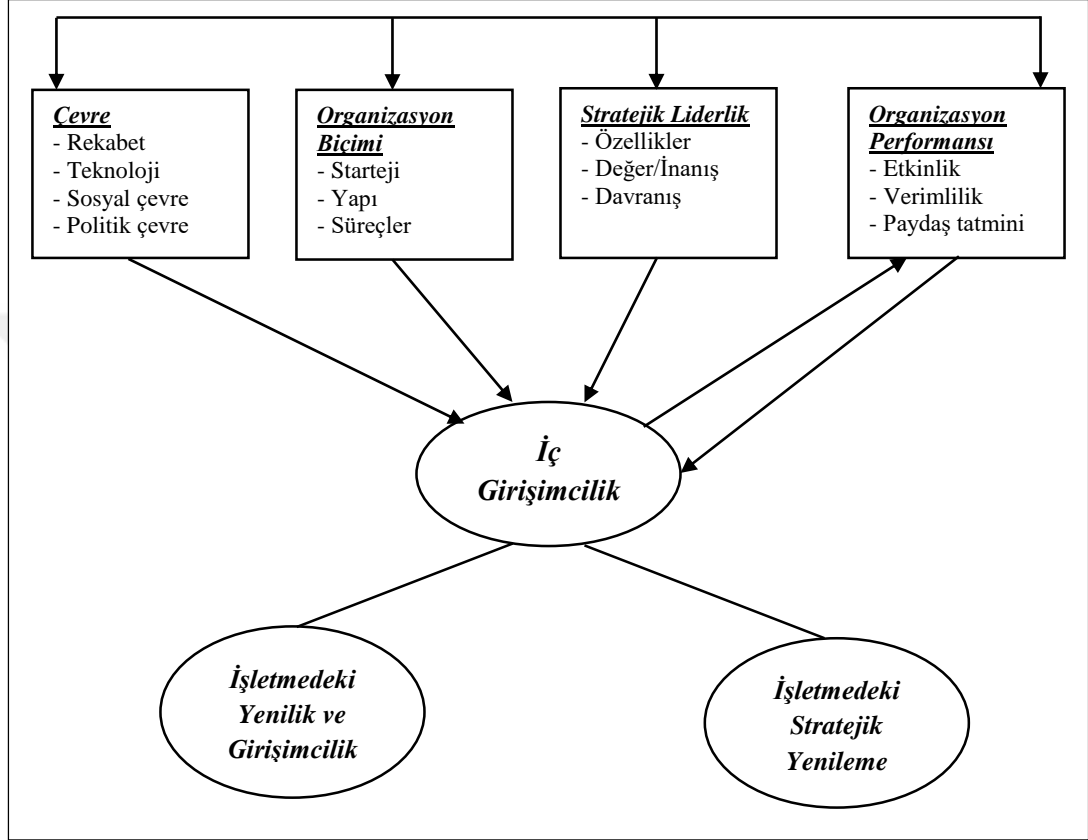 Çevre
- Rekabet
- Teknoloji
- Sosyal çevre
- Politik çevre
Organizasyon
Biçimi
- Starteji
- Yapı
- Süreçler
Stratejik Liderlik
- Özellikler
- Değer/İnanış
- Davranış
Organizasyon
Performansı
- Etkinlik
- Verimlilik
- Paydaş tatmini
İç
Girişimcilik
İşletmedeki
Yenilik ve
Girişimcilik
İşletmedeki
Stratejik
Yenileme